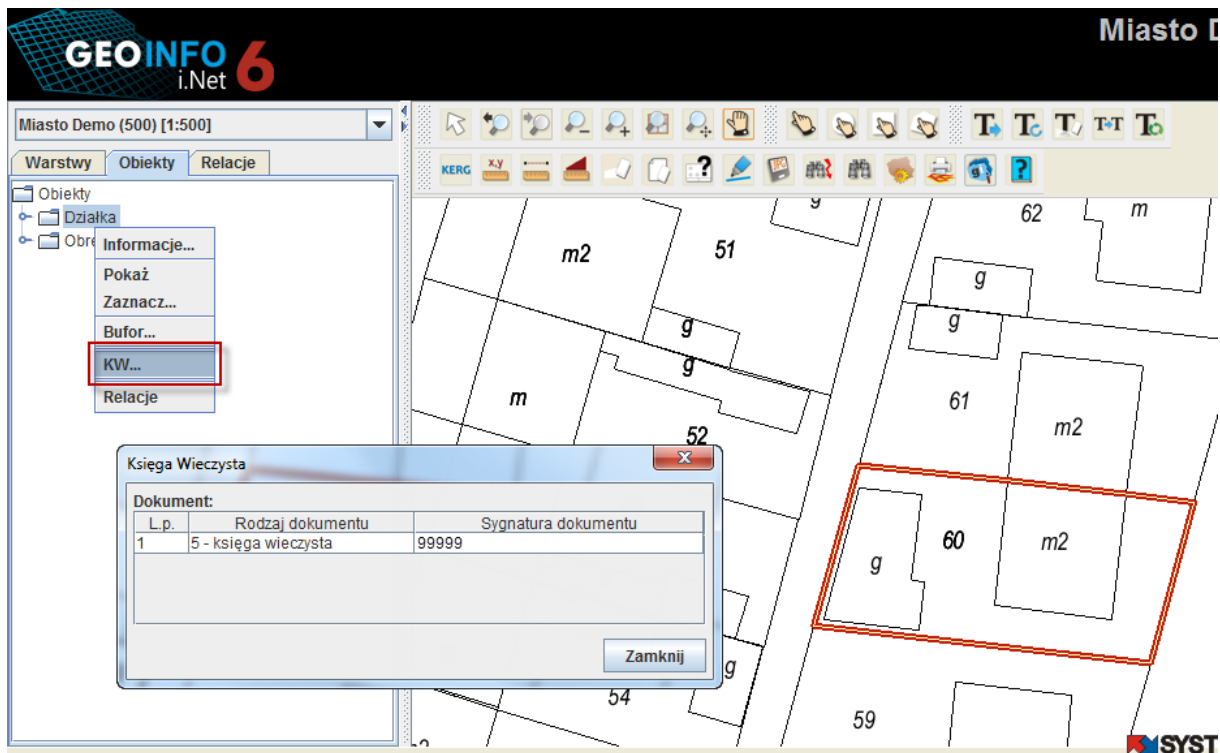 Miasto D
GEOINFO 6
i.Net
Miasto Demo (500) [1:500]
Warstwy Obiekty Relacje
Obiekty
Działka
Obrę
Informacje...
Pokaż
Zaznacz...
Bufor...
KW...
Relacje
T T T T+T T
KERG x,y ? ?
g 62 m
m2 51
g
g g
g
m 61 m2
52
60 m2
g
g
54
59
m2
Księga Wieczysta
Dokument:
L.p. Rodzaj dokumentu Sygnatura dokumentu
1 5 - księga wieczysta 99999
Zamknij
SYST